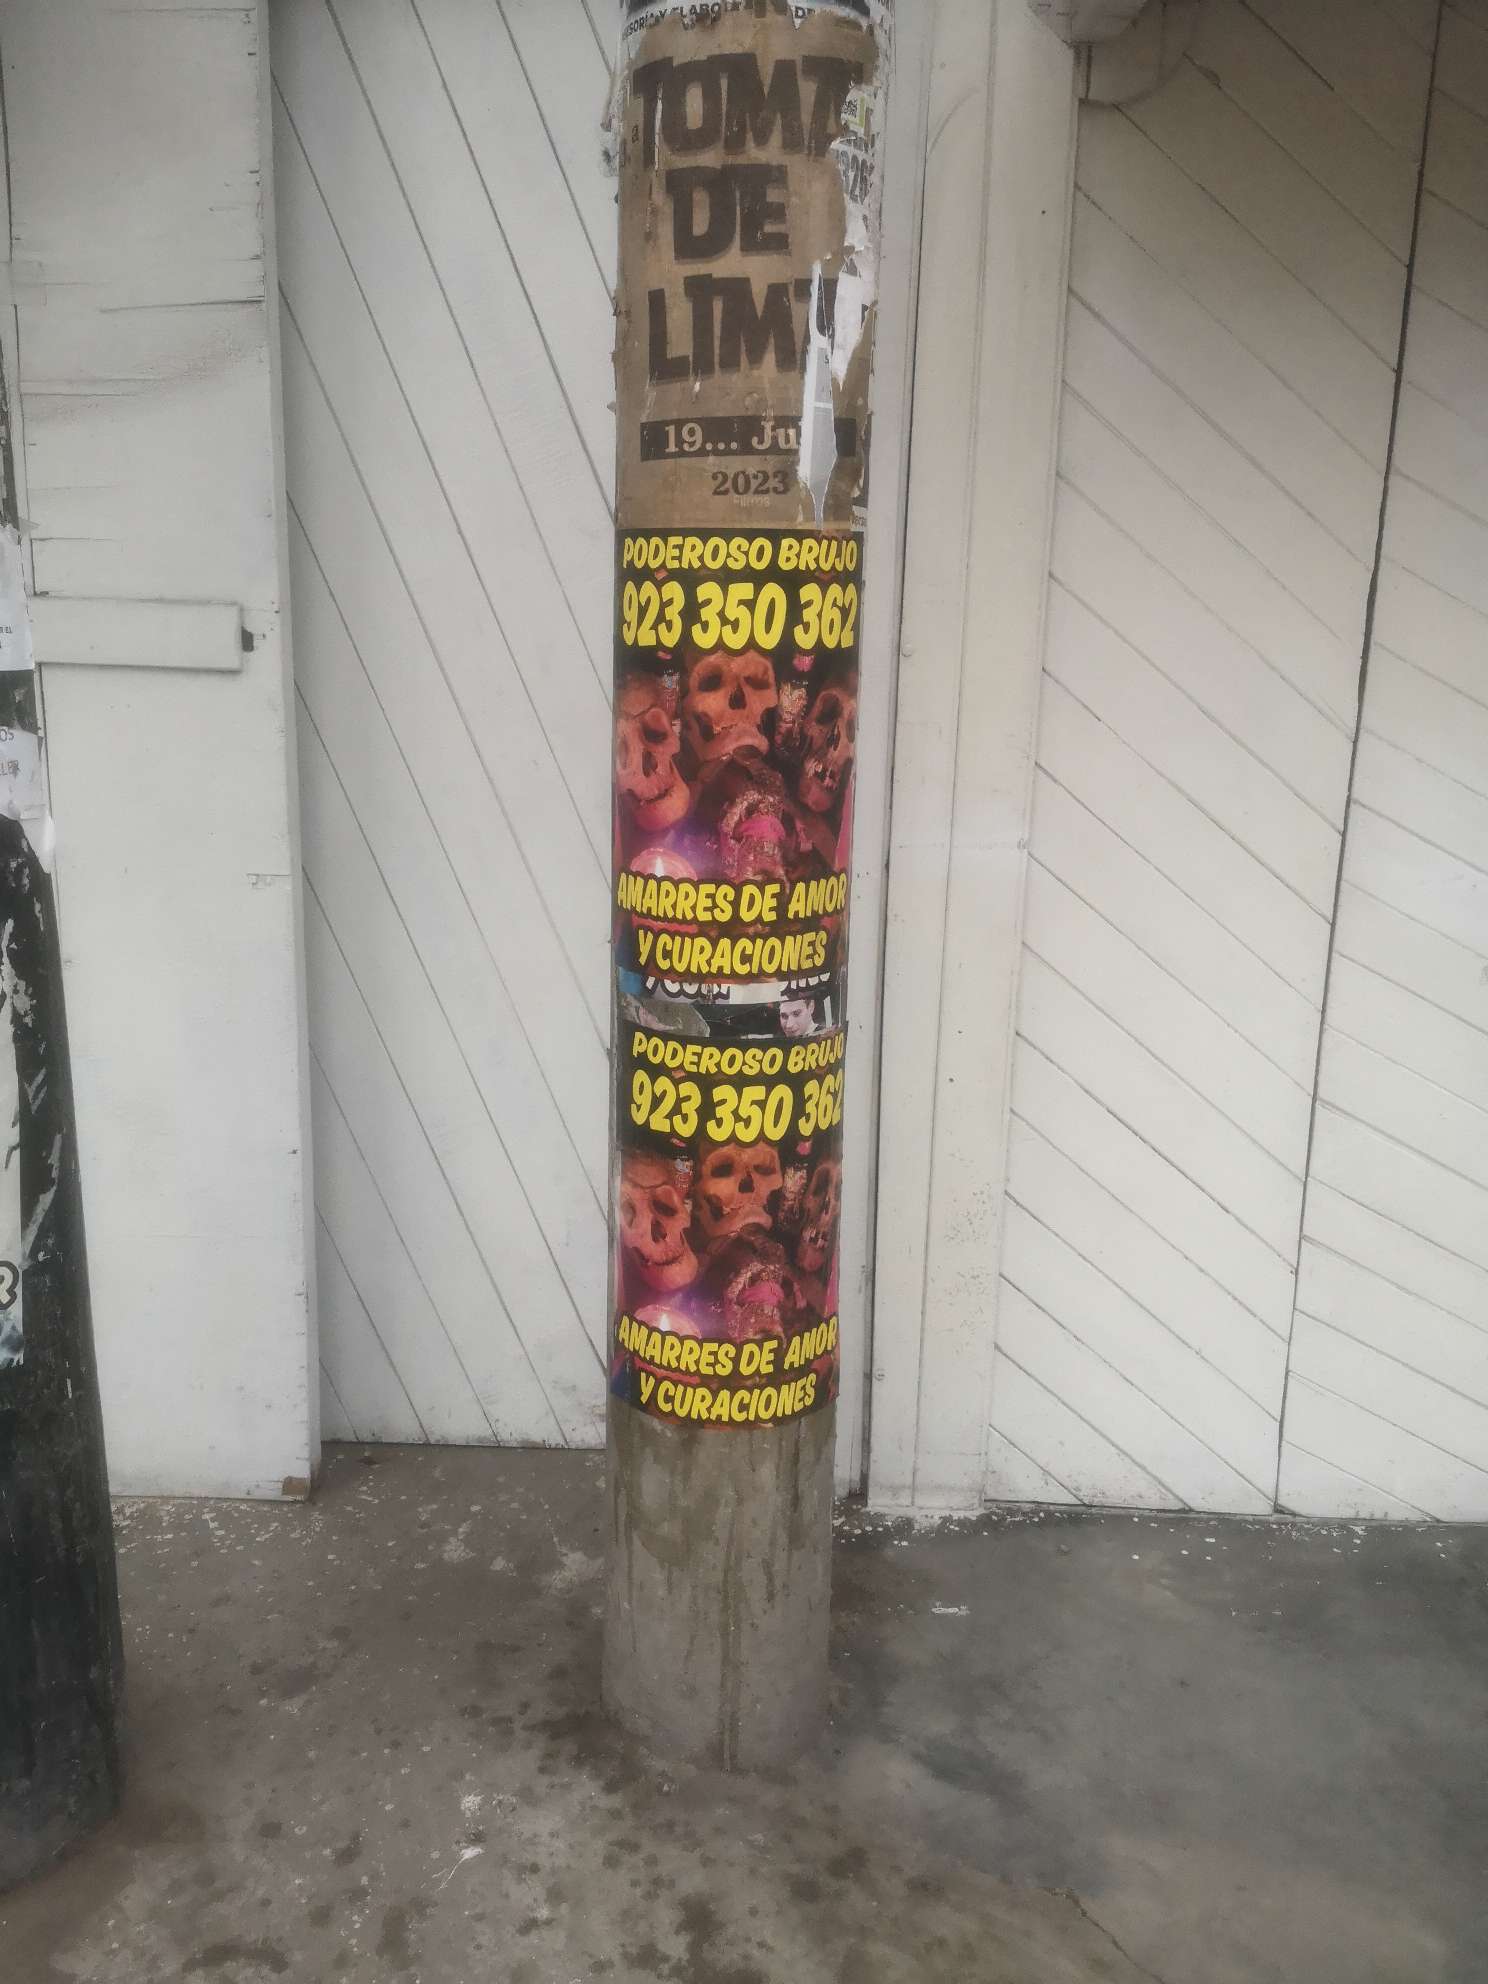 TOMA
DE
LIMA
19... Jul
2023
PODEROSO BRUJO
923 350 362
AMARRES DE AMOR
Y CURACIONES
PODEROSO BRUJO
923 350 362
AMARRES DE AMOR
Y CURACIONES